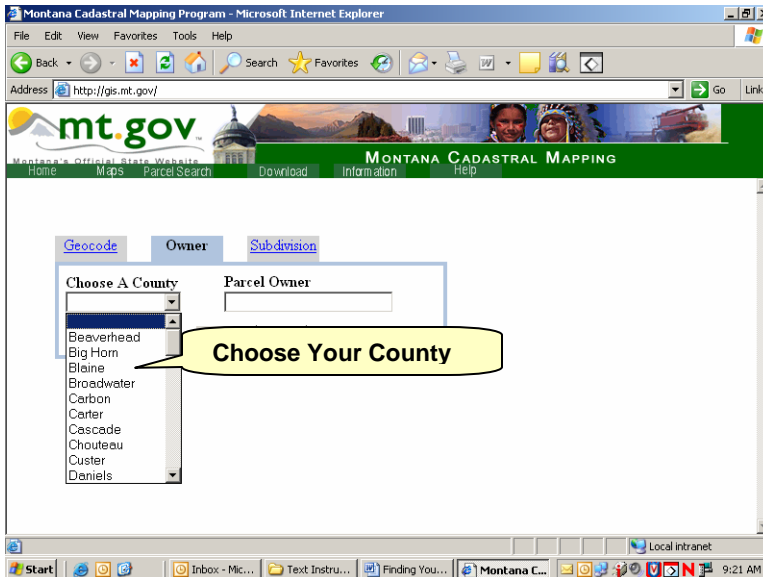 Montana Cadastral Mapping Program - Microsoft Internet Explorer
File Edit View Favorites Tools Help
Back Search Favorites
Address http://gis.mt.gov/ Go Link
mt.gov
Montana's Official State Website
MONTANA CADASTRAL MAPPING
Home Maps Parcel Search Download Information Help
Geocode Owner Subdivision
Choose A County Parcel Owner
Beaverhead
Big Horn
Blaine
Broadwater
Carbon
Carter
Cascade
Chouteau
Custer
Daniels
Choose Your County
Local intranet
Start Inbox - Mic... Text Instru... Finding You... Montana C... 9:21 AM